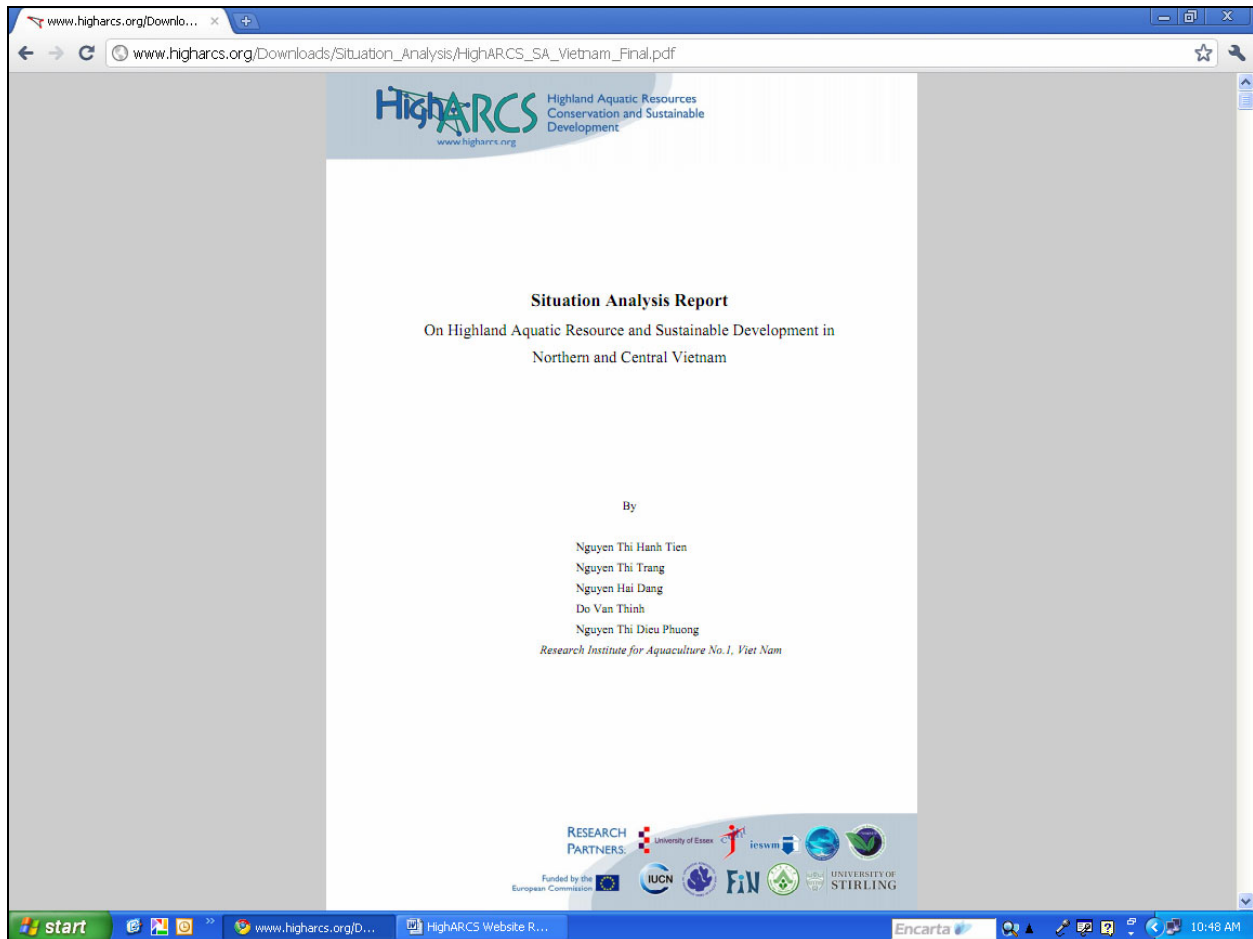 www.higharcs.org/Downlo...
www.higharcs.org/Downloads/Situation_Analysis/HighARCS_SA_Vietnam_Final.pdf
HighARCS
www.higharcs.org
Highland Aquatic Resources
Conservation and Sustainable
Development
Situation Analysis Report
On Highland Aquatic Resource and Sustainable Development in
Northern and Central Vietnam
By
Nguyen Thi Hanh Tien
Nguyen Thi Trang
Nguyen Hai Dang
Do Van Thinh
Nguyen Thi Dieu Phuong
Research Institute for Aquaculture No.1, Viet Nam
RESEARCH
PARTNERS:
University of Essex
ieswm
Funded by the
European Commission
IUCN
FIN
UNIVERSITY OF
STIRLING
start
www.higharcs.org/D...
HighARCS Website R...
Encarta
10:48 AM